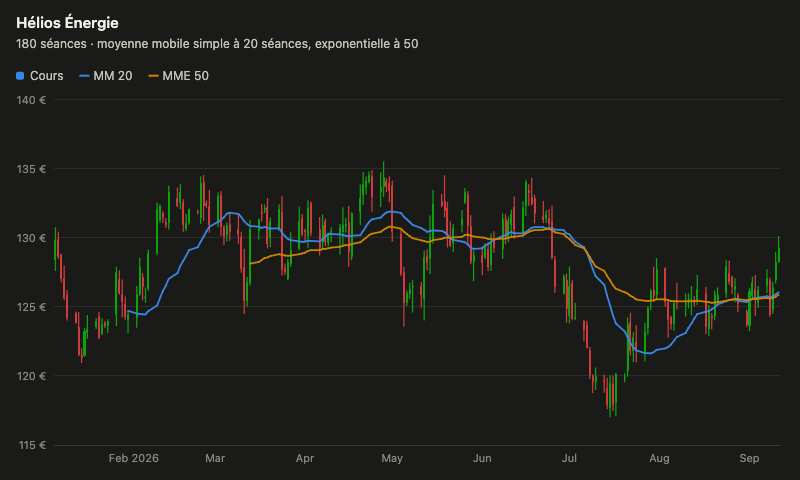 Hélios Énergie
180 séances · moyenne mobile simple à 20 séances, exponentielle à 50
Cours MM 20 MME 50
140 €
135 €
130 €
125 €
120 €
115 €
Feb 2026 Mar Apr May Jun Jul Aug Sep